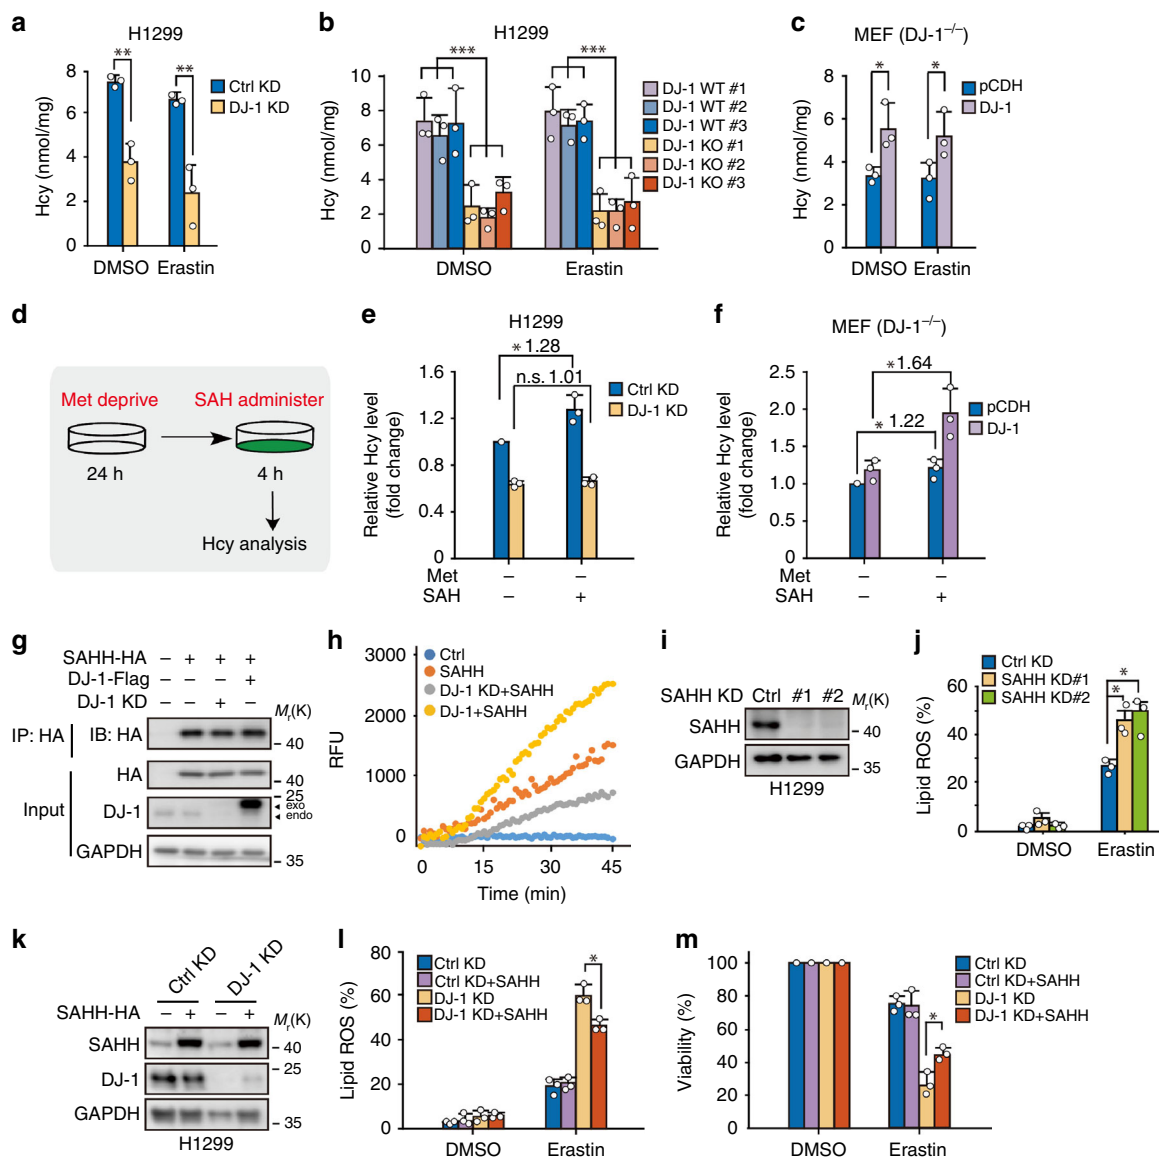 a
H1299
**
**
Hcy (nmol/mg)
8
6
4
2
0
DMSO Erastin
Ctrl KD
DJ-1 KD
b
H1299
***
***
Hcy (nmol/mg)
10
8
6
4
2
0
DMSO Erastin
DJ-1 WT #1
DJ-1 WT #2
DJ-1 WT #3
DJ-1 KO #1
DJ-1 KO #2
DJ-1 KO #3
c
MEF (DJ-1–/–)
*
*
Hcy (nmol/mg)
8
6
4
2
0
DMSO Erastin
pCDH
DJ-1
d
Met deprive SAH administer
24 h 4 h
Hcy analysis
e
H1299
* 1.28
n.s. 1.01
Relative Hcy level
(fold change)
1.6
1.2
0.8
0.4
0
Ctrl KD
DJ-1 KD
Met – –
SAH – +
f
MEF (DJ-1–/–)
*1.64
* 1.22
Relative Hcy level
(fold change)
2.5
2.0
1.5
1.0
0.5
0
pCDH
DJ-1
Met – –
SAH – +
g
SAHH-HA – + + +
DJ-1-Flag – – – +
DJ-1 KD – – + –
Mr(K)
IP: HA IB: HA
40
Input
HA
40
25
DJ-1
exo
endo
GAPDH
35
h
RFU
3000
2000
1000
0
0 15 30 45
Time (min)
Ctrl
SAHH
DJ-1 KD+SAHH
DJ-1+SAHH
i
SAHH KD Ctrl #1 #2 Mr(K)
SAHH
40
GAPDH
35
H1299
j
Ctrl KD
SAHH KD#1
SAHH KD#2
*
*
Lipid ROS (%)
60
40
20
0
DMSO Erastin
k
Ctrl KD DJ-1 KD
SAHH-HA – + – + Mr(K)
SAHH
40
25
DJ-1
GAPDH
35
H1299
l
Lipid ROS (%)
80
60
40
20
0
*
DMSO Erastin
Ctrl KD
Ctrl KD+SAHH
DJ-1 KD
DJ-1 KD+SAHH
m
Viability (%)
100
80
60
40
20
0
*
DMSO Erastin
Ctrl KD
Ctrl KD+SAHH
DJ-1 KD
DJ-1 KD+SAHH